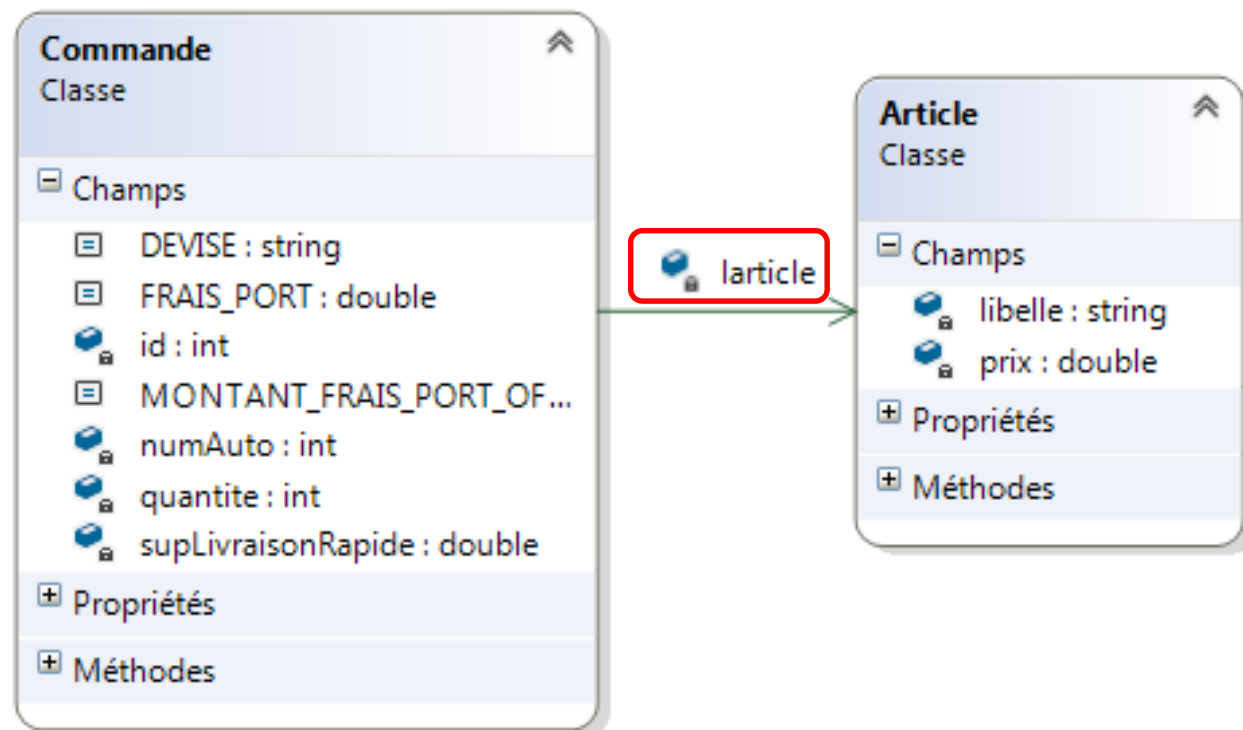 Commande
Classe
Champs
DEVISE : string
FRAIS_PORT : double
id : int
MONTANT_FRAIS_PORT_OF...
numAuto : int
quantite : int
supLivraisonRapide : double
Propriétés
Méthodes
larticle
Article
Classe
Champs
libelle : string
prix : double
Propriétés
Méthodes